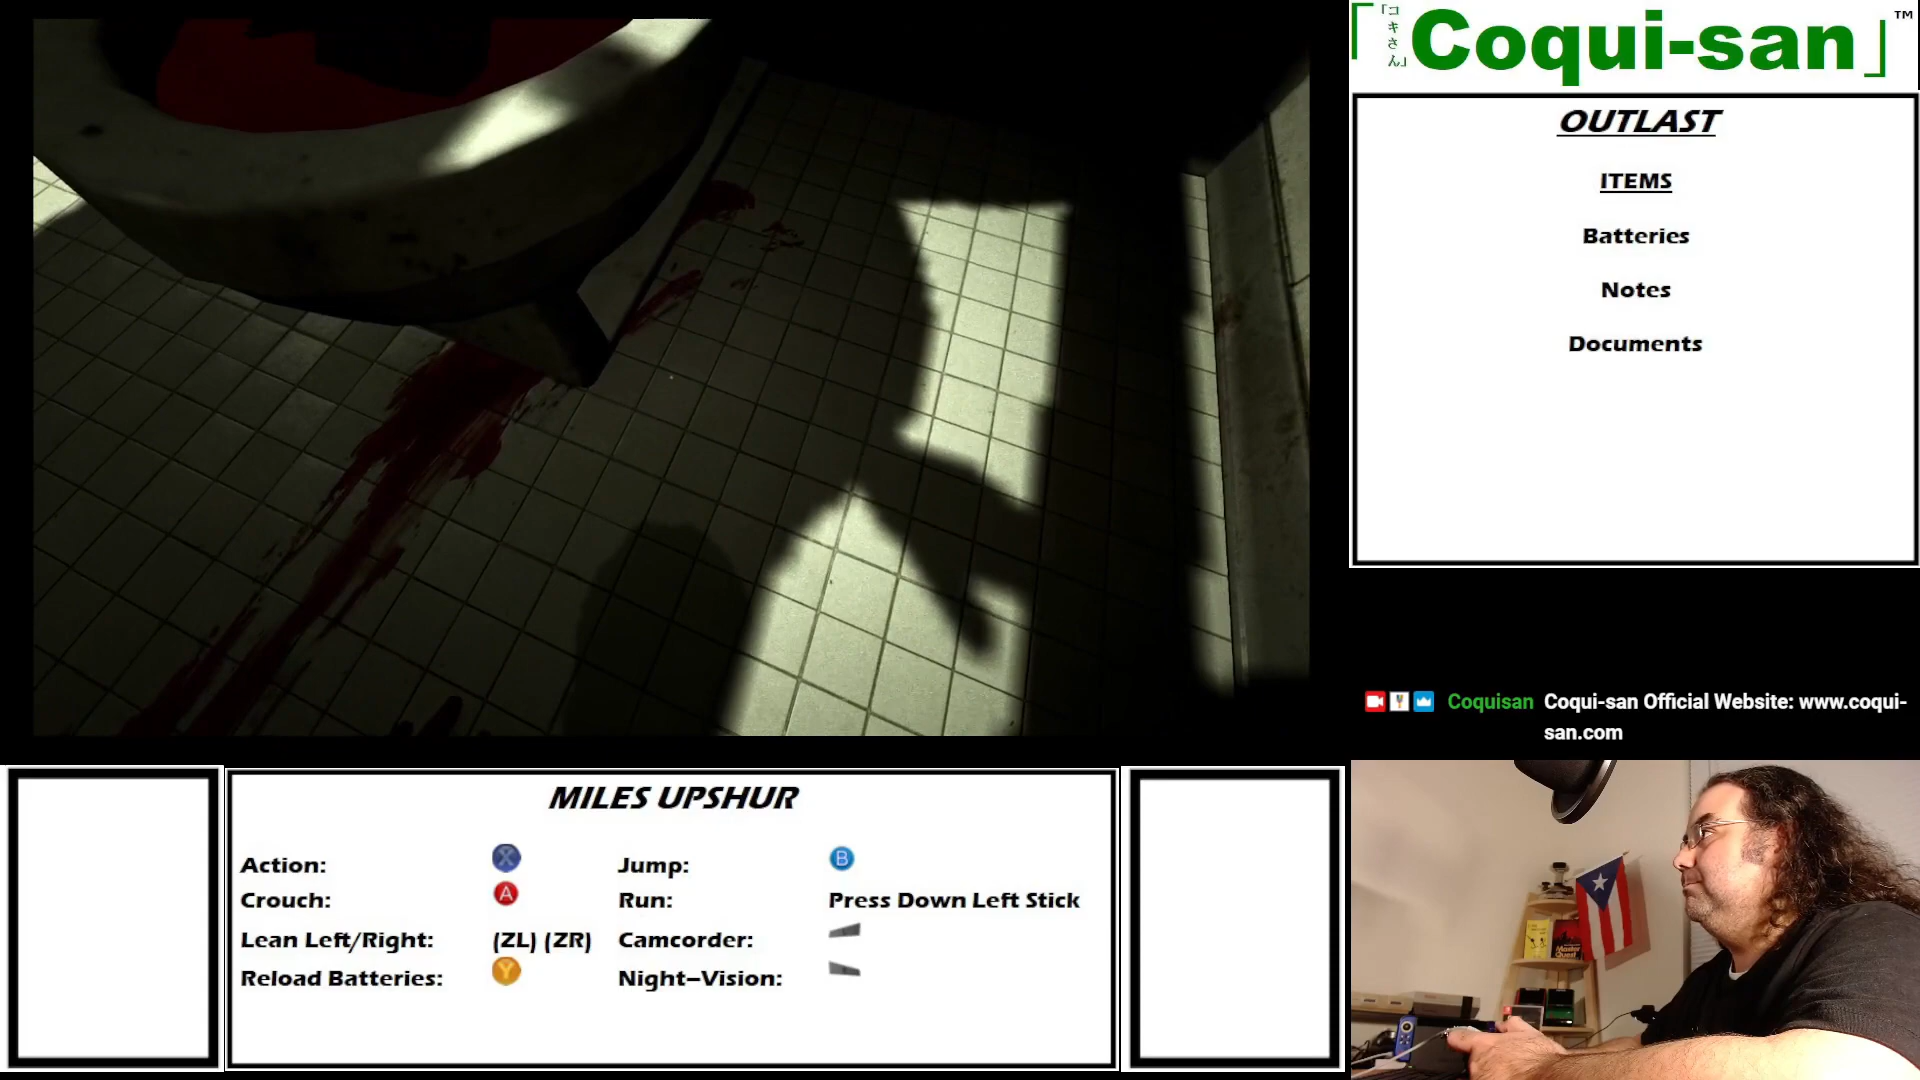 「コキさん」
Coqui-san
™
OUTLAST
ITEMS
Batteries
Notes
Documents
Coquisan Coqui-san Official Website: www.coqui-
san.com
MILES UPSHUR
Action: X Jump: B
Crouch: A Run: Press Down Left Stick
Lean Left/Right: (ZL) (ZR) Camcorder:
Reload Batteries: Y Night-Vision:
Master
Quest